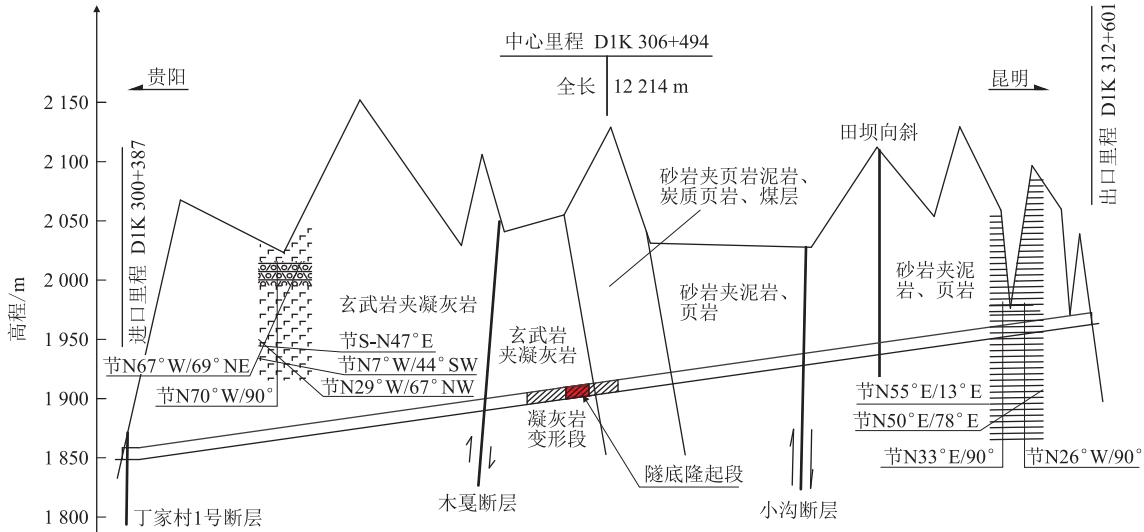 中心里程 D1K 306+494
全长 12 214 m
贵阳
昆明
进口里程 D1K 300+387
出口里程 D1K 312+601
高程/m
2 150
2 100
2 050
2 000
1 950
1 900
1 850
1 800
田坝向斜
砂岩夹页岩泥岩、
炭质页岩、煤层
玄武岩夹凝灰岩
玄武岩
夹凝灰岩
砂岩夹泥岩、
页岩
砂岩夹泥
岩、页岩
节S-N47°E
节N67°W/69°NE
节N7°W/44°SW
节N70°W/90°
节N29°W/67°NW
节N55°E/13°E
节N50°E/78°E
节N33°E/90°
节N26°W/90°
凝灰岩
变形段
隧底隆起段
丁家村1号断层
木戛断层
小沟断层